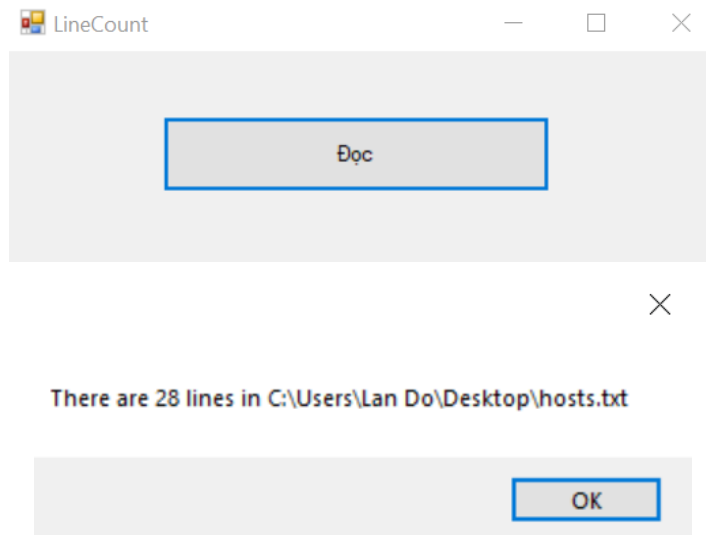 LineCount
Đọc
There are 28 lines in C:\Users\Lan Do\Desktop\hosts.txt
OK